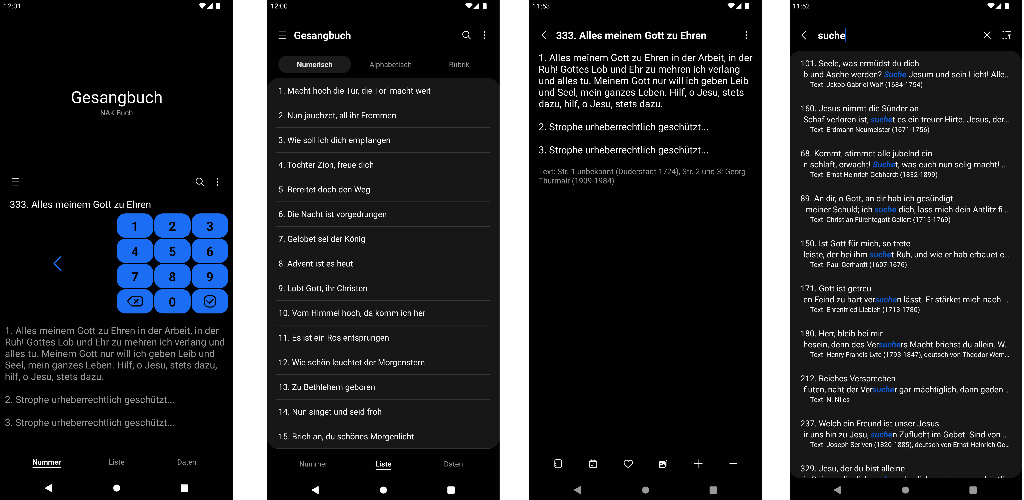 12:01
Gesangbuch
NAK Buch
333. Alles meinem Gott zu Ehren
1
2
3
4
5
6
7
8
9
0
1. Alles meinem Gott zu Ehren in der Arbeit, in der
Ruh! Gottes Lob und Ehr zu mehren ich verlang und
alles tu. Meinem Gott nur will ich geben Leib und
Seel, mein ganzes Leben. Hilf, o Jesu, stets dazu,
hilf, o Jesu, stets dazu.
2. Strophe urheberrechtlich geschützt...
3. Strophe urheberrechtlich geschützt...
Nummer
Liste
Daten
12:00
Gesangbuch
Numerisch
Alphabetisch
Rubrik
1. Macht hoch die Tür, die Tor macht weit
2. Nun jauchzet, all ihr Frommen
3. Wie soll ich dich empfangen
4. Tochter Zion, freue dich
5. Bereitet doch den Weg
6. Die Nacht ist vorgedrungen
7. Gelobet sei der König
8. Advent ist es heut
9. Lobt Gott, ihr Christen
10. Vom Himmel hoch, da komm ich her
11. Es ist ein Ros entsprungen
12. Wie schön leuchtet der Morgenstern
13. Zu Bethlehem geboren
14. Nun singet und seid froh
15. Brich an, du schönes Morgenlicht
Nummer
Liste
Daten
11:53
333. Alles meinem Gott zu Ehren
1. Alles meinem Gott zu Ehren in der Arbeit, in der
Ruh! Gottes Lob und Ehr zu mehren ich verlang
und alles tu. Meinem Gott nur will ich geben Leib
und Seel, mein ganzes Leben. Hilf, o Jesu, stets
dazu, hilf, o Jesu, stets dazu.
2. Strophe urheberrechtlich geschützt...
3. Strophe urheberrechtlich geschützt...
Text: Str. 1 unbekannt (Duderstadt 1724), Str. 2 und 3: Georg
Thurmair (1909-1984)
11:52
suche
101. Seele, was ermüdst du dich
b und Asche werden? Suche Jesum und sein Licht! Alle...
Text: Jakob Gabriel Wolf (1684-1754)
160. Jesus nimmt die Sünder an
Schaf verloren ist, suchet es ein treuer Hirte. Jesus, der...
Text: Erdmann Neumeister (1671-1756)
68. Kommt, stimmet alle jubelnd ein
n schlaft, erwacht! Suchet, was euch nun selig macht! ...
Text: Ernst Heinrich Gebhardt (1832-1899)
89. An dir, o Gott, an dir hab ich gesündigt
meiner Schuld; ich suche dich, lass mich dein Antlitz fi...
Text: Christian Fürchtegott Gellert (1715-1769)
150. Ist Gott für mich, so trete
leiste, der bei ihm suchet Ruh, und wie er hab erbauet e...
Text: Paul Gerhardt (1607-1676)
171. Gott ist getreu
en Feind zu hart versuchen lässt. Er stärket mich nach ...
Text: Ehrenfried Liebich (1713-1780)
180. Herr, bleib bei mir
hesein, denn des Versuchers Macht brichst du allein. W...
Text: Henry Francis Lyte (1793-1847), deutsch von Theodor Wern...
212. Reiches Versprechen
fluten, naht der Versucher gar mächtiglich, dann geden...
Text: N. Niles
237. Welch ein Freund ist unser Jesus
ir uns hin zu Jesu, suchen Zuflucht im Gebet. Sind von ...
Text: Joseph Scriven (1820-1886), deutsch von Ernst Heinrich Ge...
329. Jesu, der du bist alleine